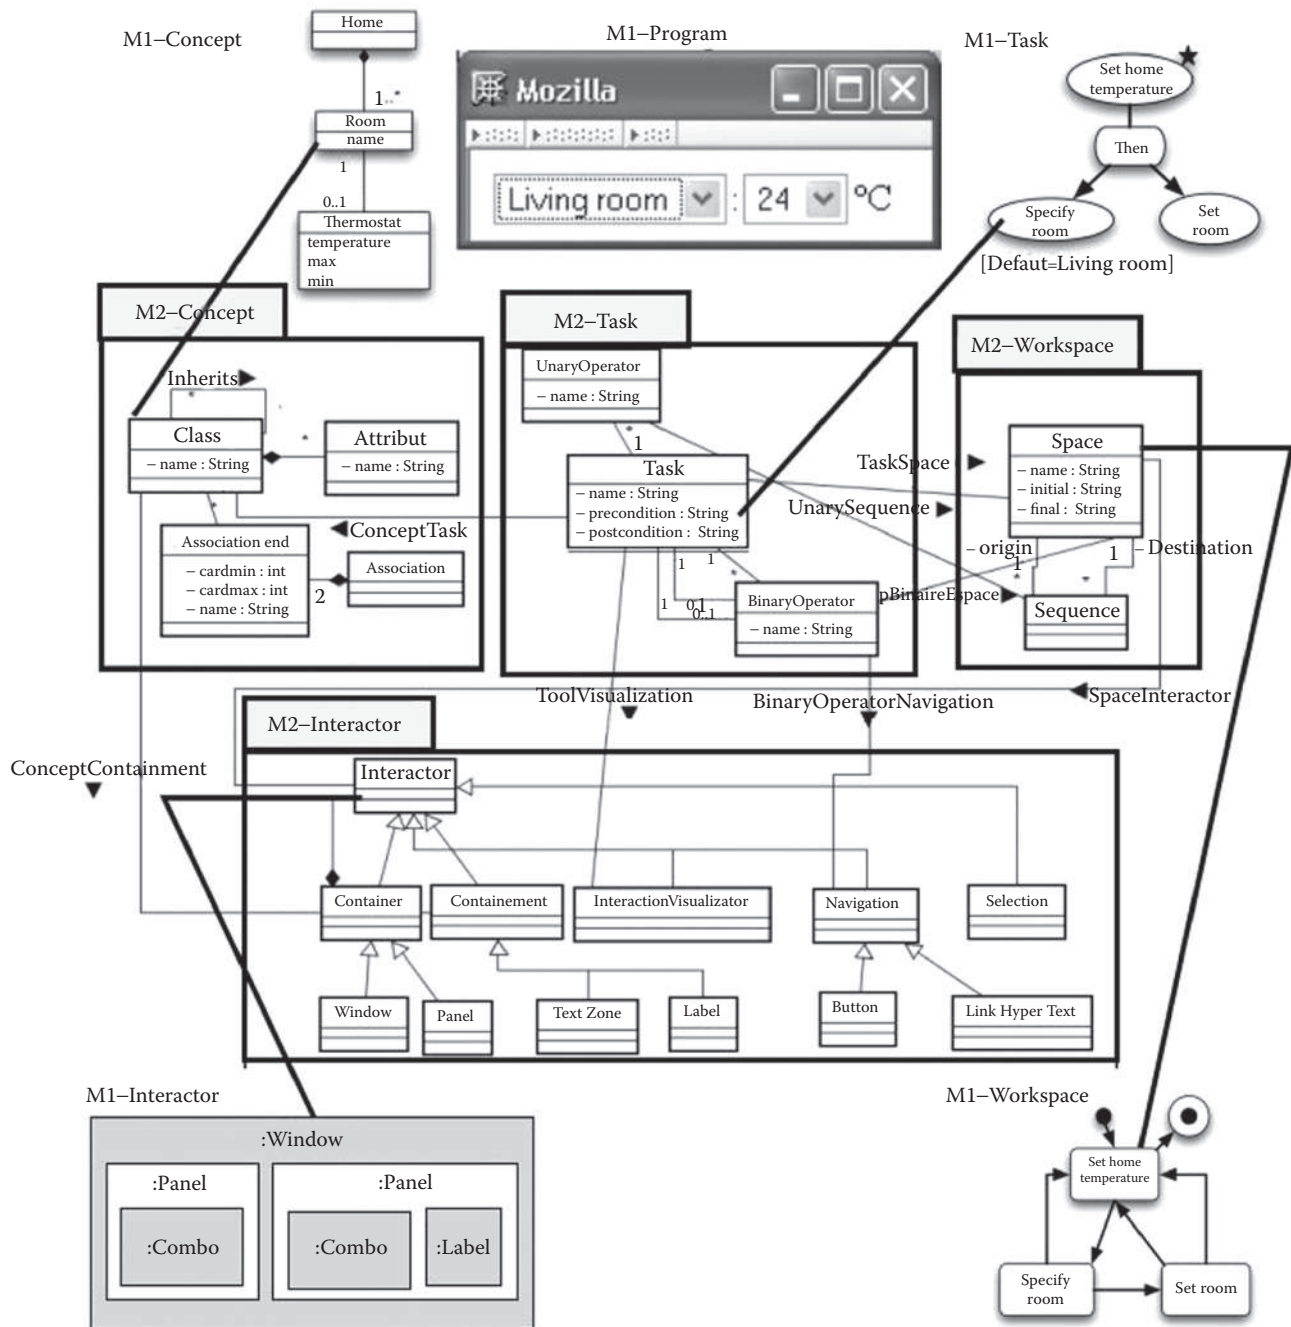 M1–Concept
Home
1..*
Room
name
1
0..1
Thermostat
temperature
max
min
M1–Program
Mozilla
Living room
:
24
°C
M1–Task
Set home
temperature
Then
Specify
room
Set
room
[Defaut=Living room]
M2–Concept
Inherits
*
Class
– name : String
*
Attribut
– name : String
*
Association end
– cardmin : int
– cardmax : int
– name : String
2
Association
ConceptTask
M2–Task
UnaryOperator
– name : String
*
1
Task
– name : String
– precondition : String
– postcondition : String
1
1
*
1
0..1
0..1
BinaryOperator
– name : String
TaskSpace
UnarySequence
pBinaireEspace
M2–Workspace
Space
– name : String
– initial : String
– final : String
– origin
1
– Destination
1
*
*
Sequence
ToolVisualization
BinaryOperatorNavigation
SpaceInteractor
ConceptContainment
M2–Interactor
Interactor
Container
Containement
InteractionVisualizator
Navigation
Selection
Window
Panel
Text Zone
Label
Button
Link Hyper Text
M1–Interactor
:Window
:Panel
:Combo
:Panel
:Combo
:Label
M1–Workspace
Set home
temperature
Specify
room
Set room